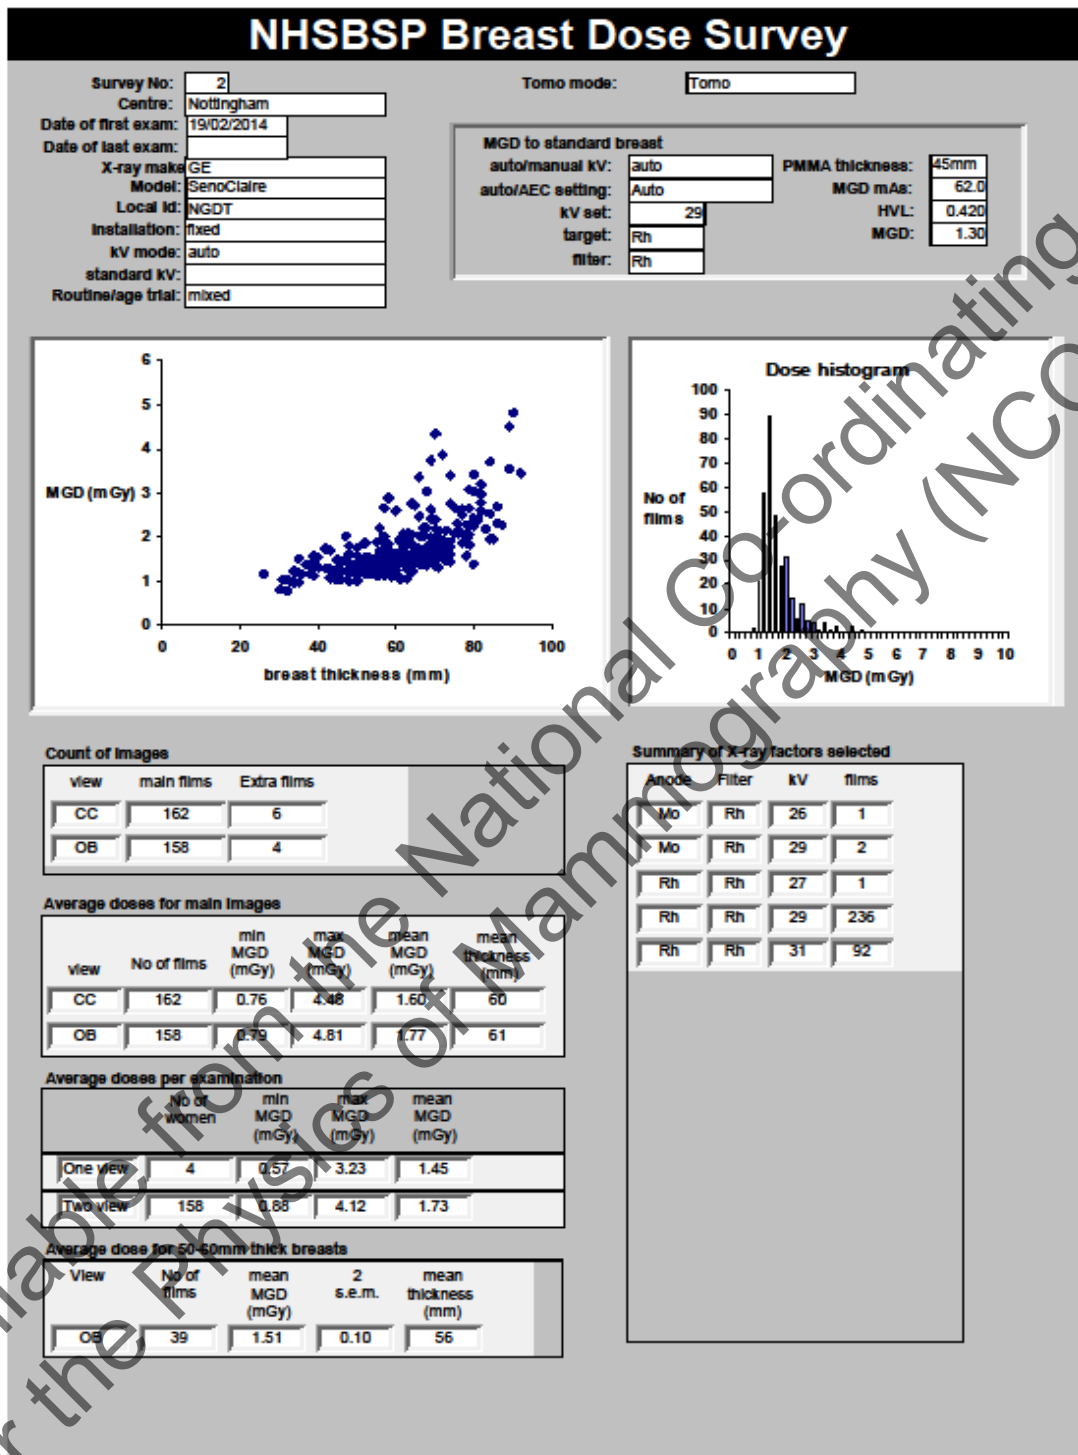 NHSBSP Breast Dose Survey
Survey No: 2
Centre: Nottingham
Date of first exam: 19/02/2014
Date of last exam:
X-ray make GE
Model: SenoClaire
Local Id: NGDT
Installation: fixed
kV mode: auto
standard kV:
Routine/age trial: mixed
Tomo mode: Tomo
MGD to standard breast
auto/manual kV: auto PMMA thickness: 45mm
auto/AEC setting: Auto MGD mAs: 62.0
kV set: 29 HVL: 0.420
target: Rh MGD: 1.30
filter: Rh
6
5
4
MGD (mGy) 3
2
1
0
0 20 40 60 80 100
breast thickness (mm)
Dose histogram
100
90
80
70
No of 60
films 50
40
30
20
10
0
0 1 2 3 4 5 6 7 8 9 10
MGD (mGy)
Count of Images
view main films Extra films
CC 162 6
OB 158 4
Average doses for main Images
view No of films min MGD (mGy) max MGD (mGy) mean MGD (mGy) mean thickness (mm)
CC 162 0.76 4.48 1.60 60
OB 158 0.79 4.81 1.77 61
Average doses per examination
No of women min MGD (mGy) max MGD (mGy) mean MGD (mGy)
One view 4 0.57 3.23 1.45
Two view 158 0.88 4.12 1.73
Average dose for 50-60mm thick breasts
View No of films mean MGD (mGy) 2 s.e.m. mean thickness (mm)
OB 39 1.51 0.10 56
Summary of X-ray factors selected
Anode Filter kV films
Mo Rh 26 1
Mo Rh 29 2
Rh Rh 27 1
Rh Rh 29 236
Rh Rh 31 92
ilable from the National Co-ordinating
r the Physics of Mammography (NCC